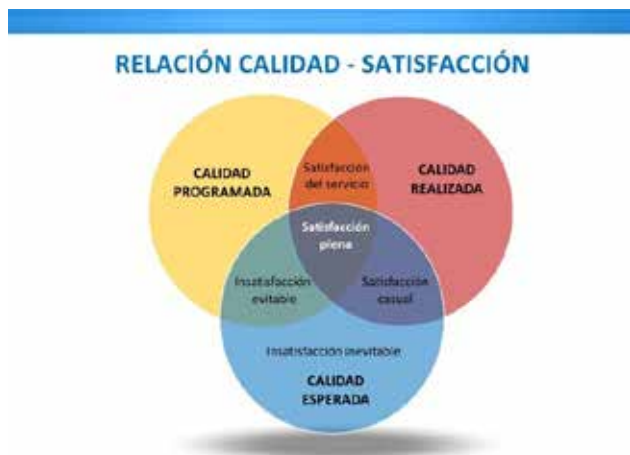 RELACIÓN CALIDAD - SATISFACCIÓN
CALIDAD
PROGRAMADA
Satisfacción
del servicio
CALIDAD
REALIZADA
Satisfacción
plena
Insatisfacción
evitable
Satisfacción
casual
Insatisfacción inevitable
CALIDAD
ESPERADA